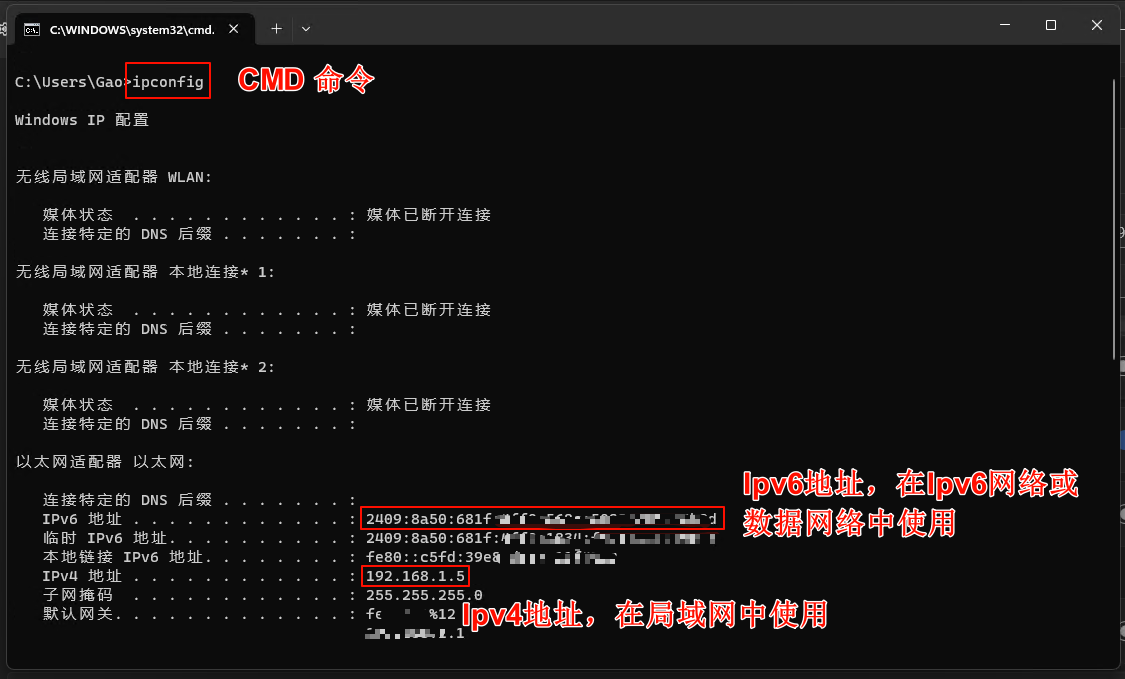 C:\WINDOWS\system32\cmd.
C:\Users\Gao>ipconfig
CMD 命令
Windows IP 配置
无线局域网适配器 WLAN:
媒体状态 . . . . . . . . . . . . : 媒体已断开连接
连接特定的 DNS 后缀 . . . . . . . :
无线局域网适配器 本地连接* 1:
媒体状态 . . . . . . . . . . . . : 媒体已断开连接
连接特定的 DNS 后缀 . . . . . . . :
无线局域网适配器 本地连接* 2:
媒体状态 . . . . . . . . . . . . : 媒体已断开连接
连接特定的 DNS 后缀 . . . . . . . :
以太网适配器 以太网:
连接特定的 DNS 后缀 . . . . . . . :
Ipv6地址，在Ipv6网络或
数据网络中使用
IPv6 地址 . . . . . . . . . . . . : 2409:8a50:681f:
临时 IPv6 地址. . . . . . . . . . : 2409:8a50:681f:
本地链接 IPv6 地址. . . . . . . . : fe80::c5fd:39e8
IPv4 地址 . . . . . . . . . . . . : 192.168.1.5
子网掩码 . . . . . . . . . . . . : 255.255.255.0
默认网关. . . . . . . . . . . . . : %12
.1
Ipv4地址，在局域网中使用